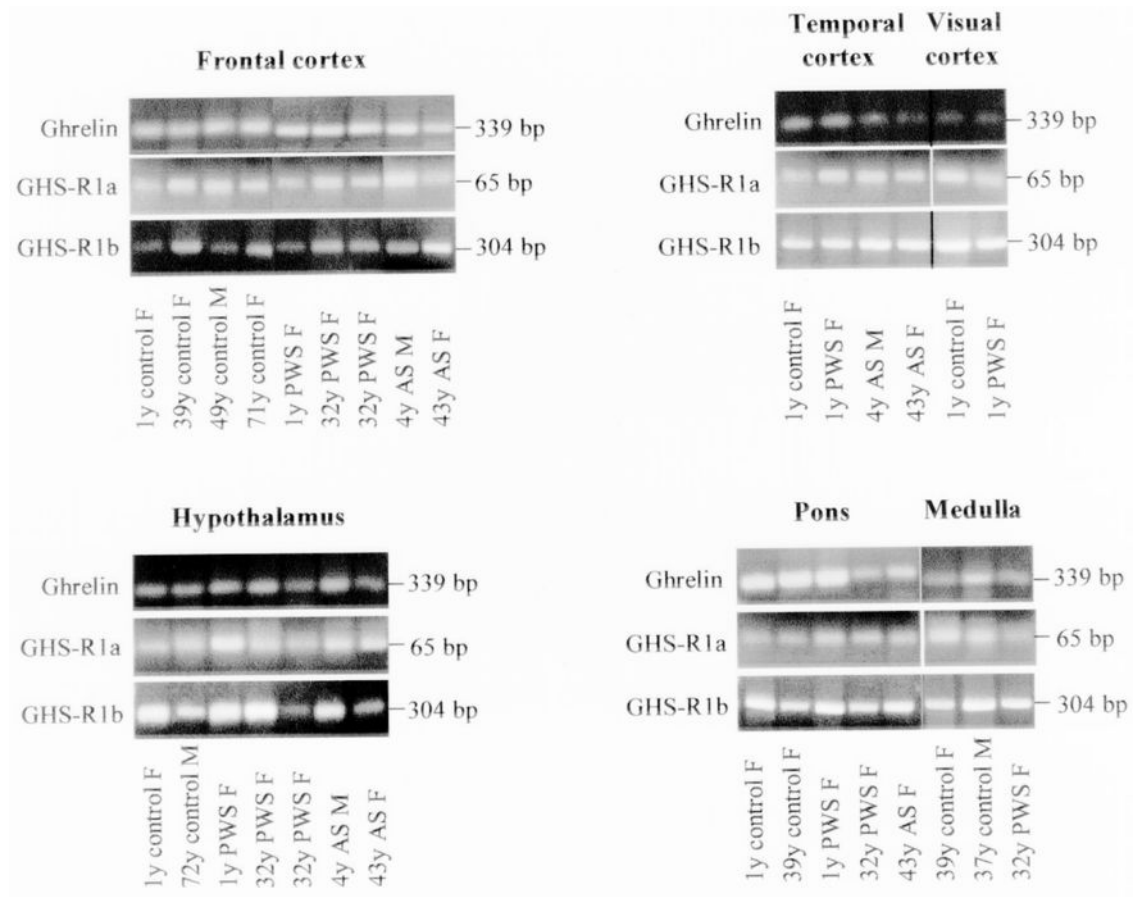 Frontal cortex
Ghrelin
339 bp
GHS-R1a
65 bp
GHS-R1b
304 bp
1y control F
39y control F
49y control M
71y control F
1y PWS F
32y PWS F
32y PWS F
4y AS M
43y AS F
Temporal cortex
Visual cortex
Ghrelin
339 bp
GHS-R1a
65 bp
GHS-R1b
304 bp
1y control F
1y PWS F
4y AS M
43y AS F
1y control F
1y PWS F
Hypothalamus
Ghrelin
339 bp
GHS-R1a
65 bp
GHS-R1b
304 bp
1y control F
72y control M
1y PWS F
32y PWS F
32y PWS F
4y AS M
43y AS F
Pons
Medulla
Ghrelin
339 bp
GHS-R1a
65 bp
GHS-R1b
304 bp
1y control F
39y control F
1y PWS F
32y PWS F
43y AS F
39y control F
37y control M
32y PWS F